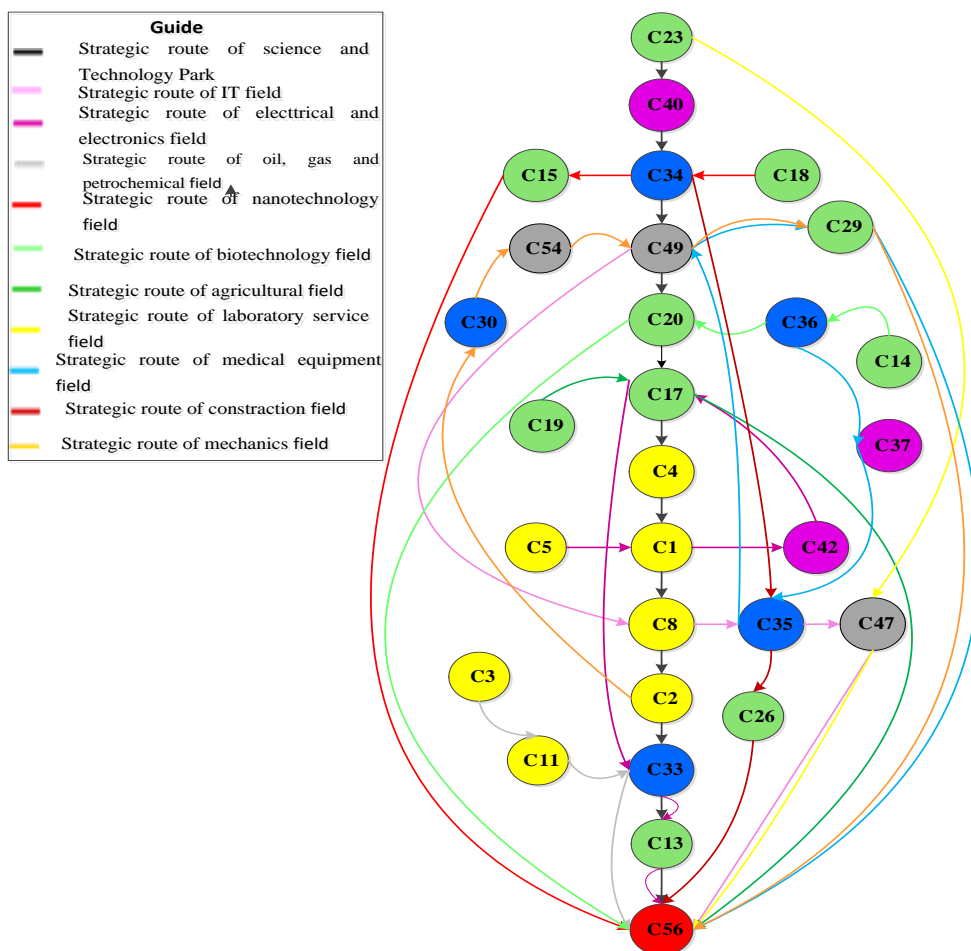 Guide
Strategic route of science and
Technology Park
Strategic route of IT field
Strategic route of electtrical and
electronics field
Strategic route of oil, gas and
petrochemical field
Strategic route of nanotechnology
field
Strategic route of biotechnology field
Strategic route of agricultural field
Strategic route of laboratory service
field
Strategic route of medical equipment
field
Strategic route of constraction field
Strategic route of mechanics field
C23
C40
C15
C34
C18
C54
C49
C29
C30
C20
C36
C14
C19
C17
C37
C4
C5
C1
C42
C8
C35
C47
C3
C2
C26
C11
C33
C13
C56